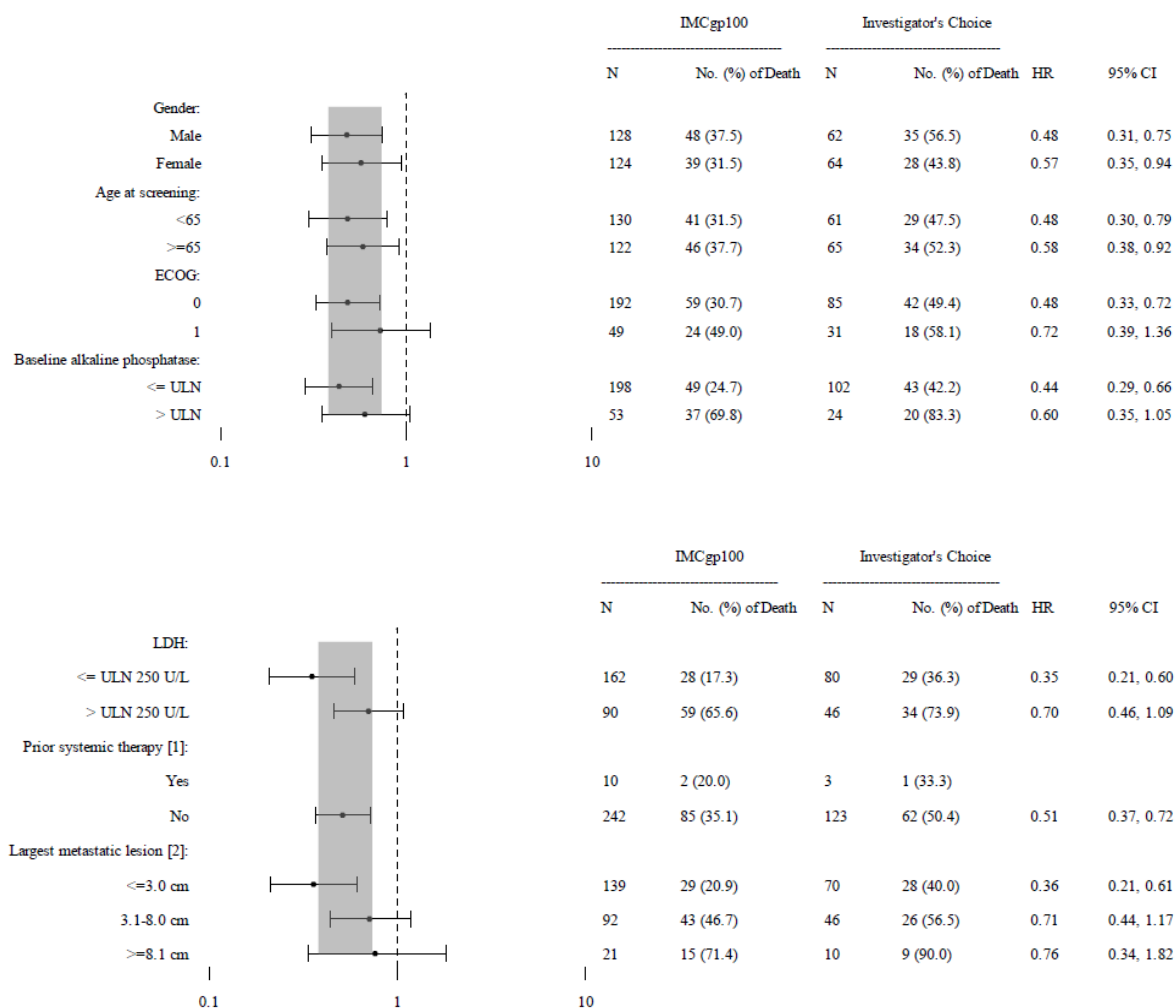 IMCgp100 Investigator's Choice
N No. (%) of Death N No. (%) of Death HR 95% CI
Gender:
Male 128 48 (37.5) 62 35 (56.5) 0.48 0.31, 0.75
Female 124 39 (31.5) 64 28 (43.8) 0.57 0.35, 0.94
Age at screening:
<65 130 41 (31.5) 61 29 (47.5) 0.48 0.30, 0.79
>=65 122 46 (37.7) 65 34 (52.3) 0.58 0.38, 0.92
ECOG:
0 192 59 (30.7) 85 42 (49.4) 0.48 0.33, 0.72
1 49 24 (49.0) 31 18 (58.1) 0.72 0.39, 1.36
Baseline alkaline phosphatase:
<= ULN 198 49 (24.7) 102 43 (42.2) 0.44 0.29, 0.66
> ULN 53 37 (69.8) 24 20 (83.3) 0.60 0.35, 1.05
0.1 1 10
IMCgp100 Investigator's Choice
N No. (%) of Death N No. (%) of Death HR 95% CI
LDH:
<= ULN 250 U/L 162 28 (17.3) 80 29 (36.3) 0.35 0.21, 0.60
> ULN 250 U/L 90 59 (65.6) 46 34 (73.9) 0.70 0.46, 1.09
Prior systemic therapy [1]:
Yes 10 2 (20.0) 3 1 (33.3)
No 242 85 (35.1) 123 62 (50.4) 0.51 0.37, 0.72
Largest metastatic lesion [2]:
<=3.0 cm 139 29 (20.9) 70 28 (40.0) 0.36 0.21, 0.61
3.1-8.0 cm 92 43 (46.7) 46 26 (56.5) 0.71 0.44, 1.17
>=8.1 cm 21 15 (71.4) 10 9 (90.0) 0.76 0.34, 1.82
0.1 1 10